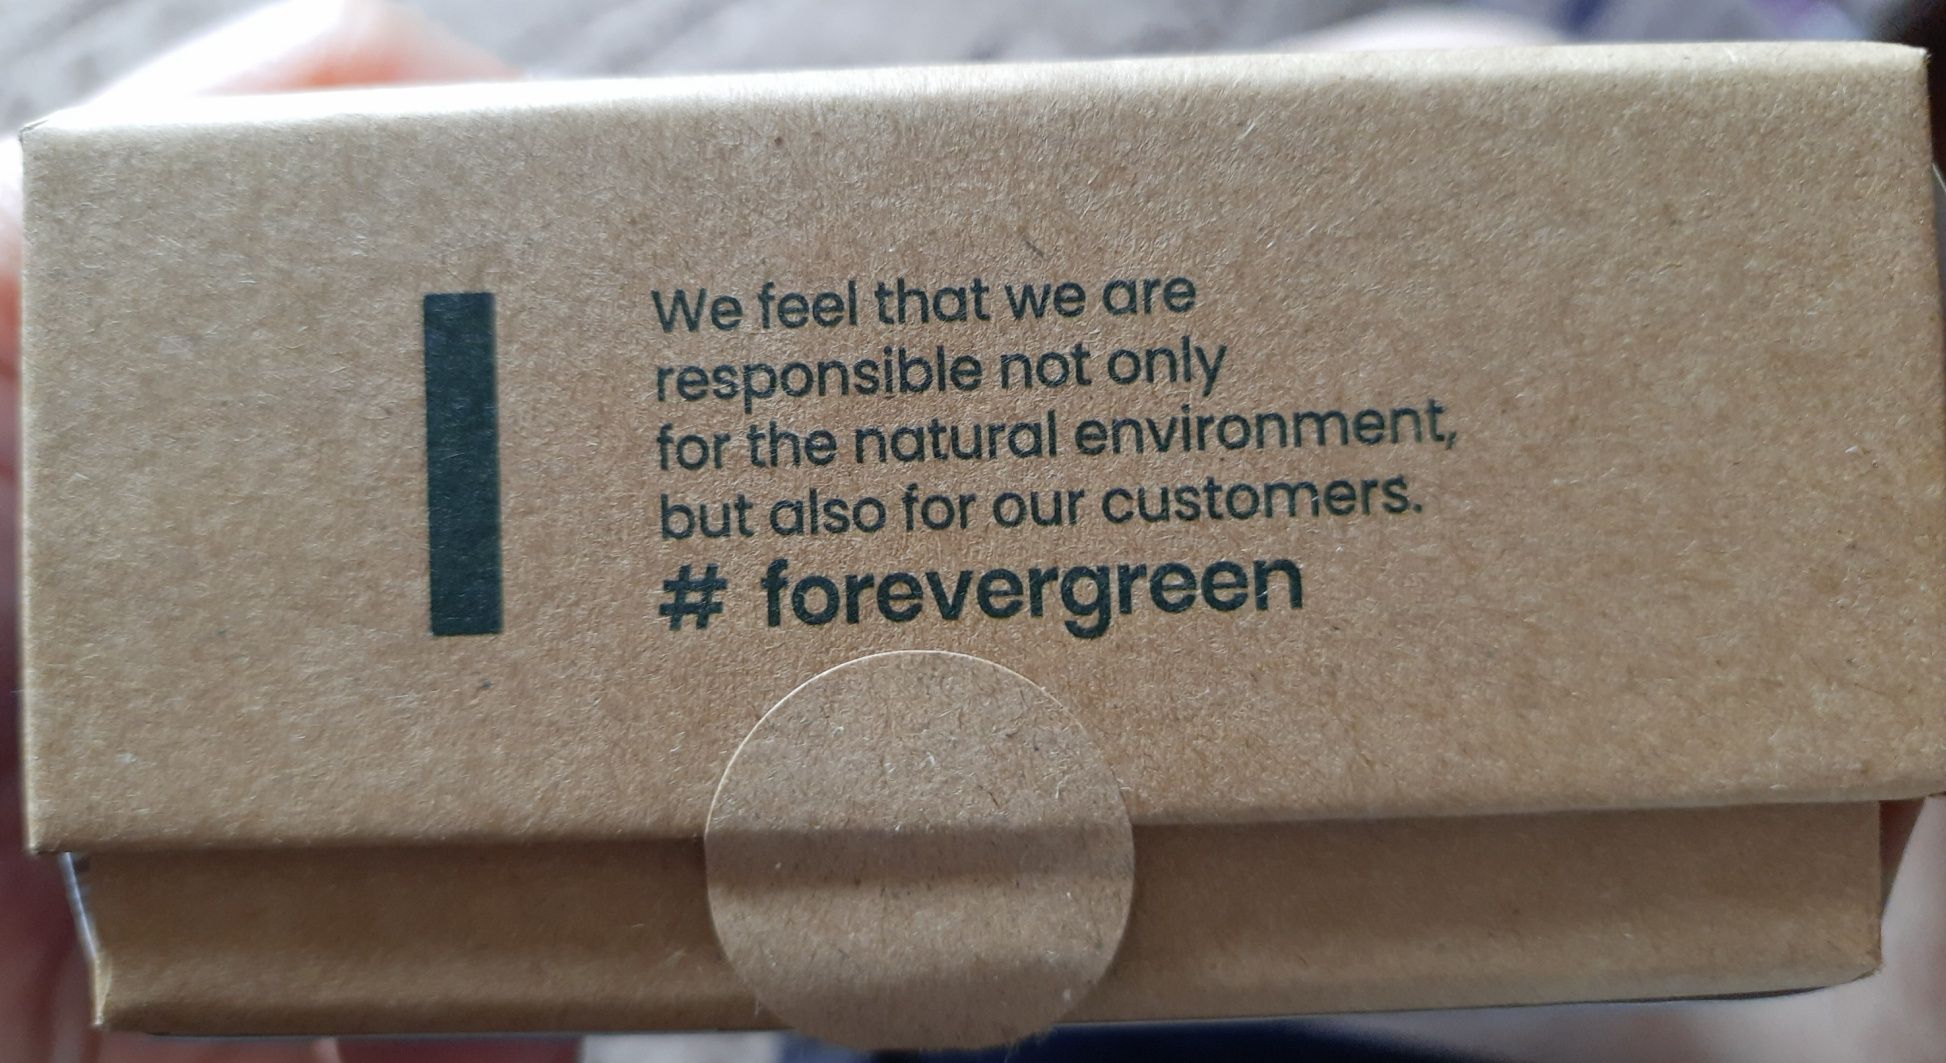 We feel that we are
responsible not only
for the natural environment,
but also for our customers.
# forevergreen